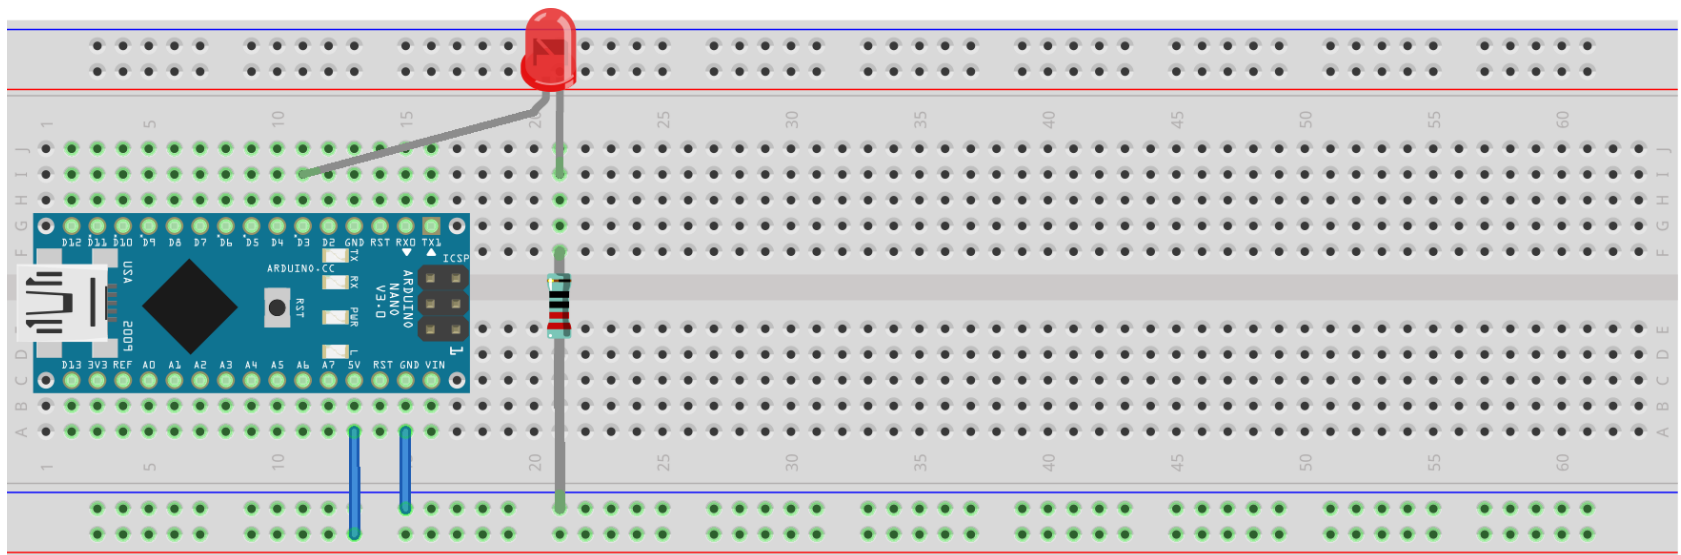 1 5 10 15 20 25 30 35 40 45 50 55 60
J J
I I
H H
G G
D12 D11 D10 D9 D8 D7 D6 D5 D4 D3 D2 GND RST RX0 TX1
F F
TX
ICSP
USA
ARDUINO.CC
RX
ARDUINO
NANO
V3.0
RST
PWR
2009
L
1
E
D D
D13 3V3 REF A0 A1 A2 A3 A4 A5 A6 A7 5V RST GND VIN
C C
B B
A A
1 5 10 15 20 25 30 35 40 45 50 55 60